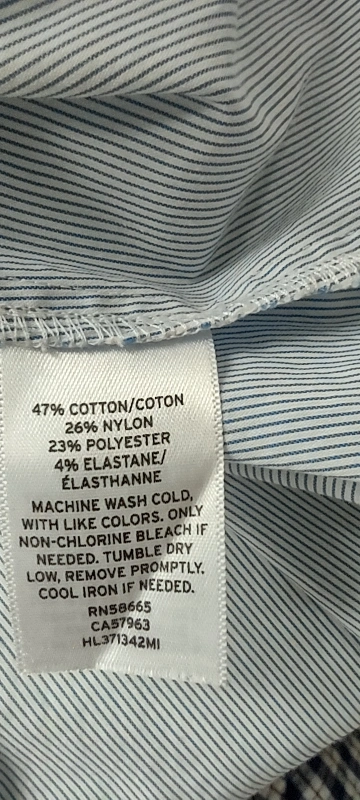 47% COTTON/COTON
26% NYLON
23% POLYESTER
4% ELASTANE/
ÉLASTHANNE
MACHINE WASH COLD,
WITH LIKE COLORS. ONLY
NON-CHLORINE BLEACH IF
NEEDED. TUMBLE DRY
LOW, REMOVE PROMPTLY.
COOL IRON IF NEEDED.
RN58665
CA57963
HL371342MI